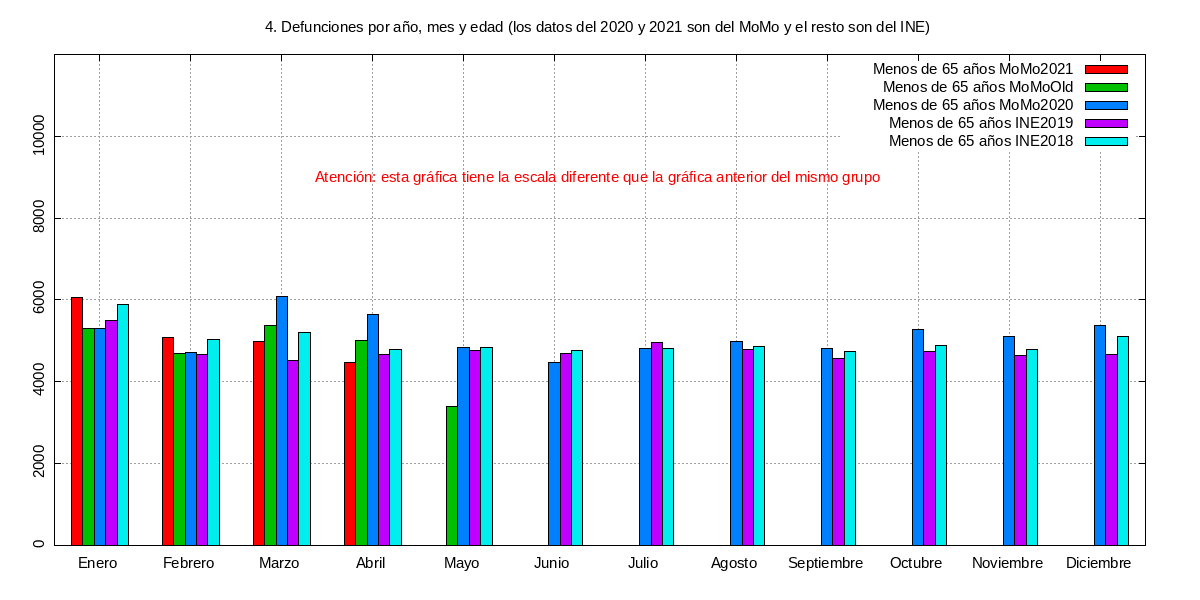 4. Defunciones por año, mes y edad (los datos del 2020 y 2021 son del MoMo y el resto son del INE)
Menos de 65 años MoMo2021
Menos de 65 años MoMoOld
Menos de 65 años MoMo2020
Menos de 65 años INE2019
Menos de 65 años INE2018
Atención: esta gráfica tiene la escala diferente que la gráfica anterior del mismo grupo
10000
8000
6000
4000
2000
0
Enero Febrero Marzo Abril Mayo Junio Julio Agosto Septiembre Octubre Noviembre Diciembre